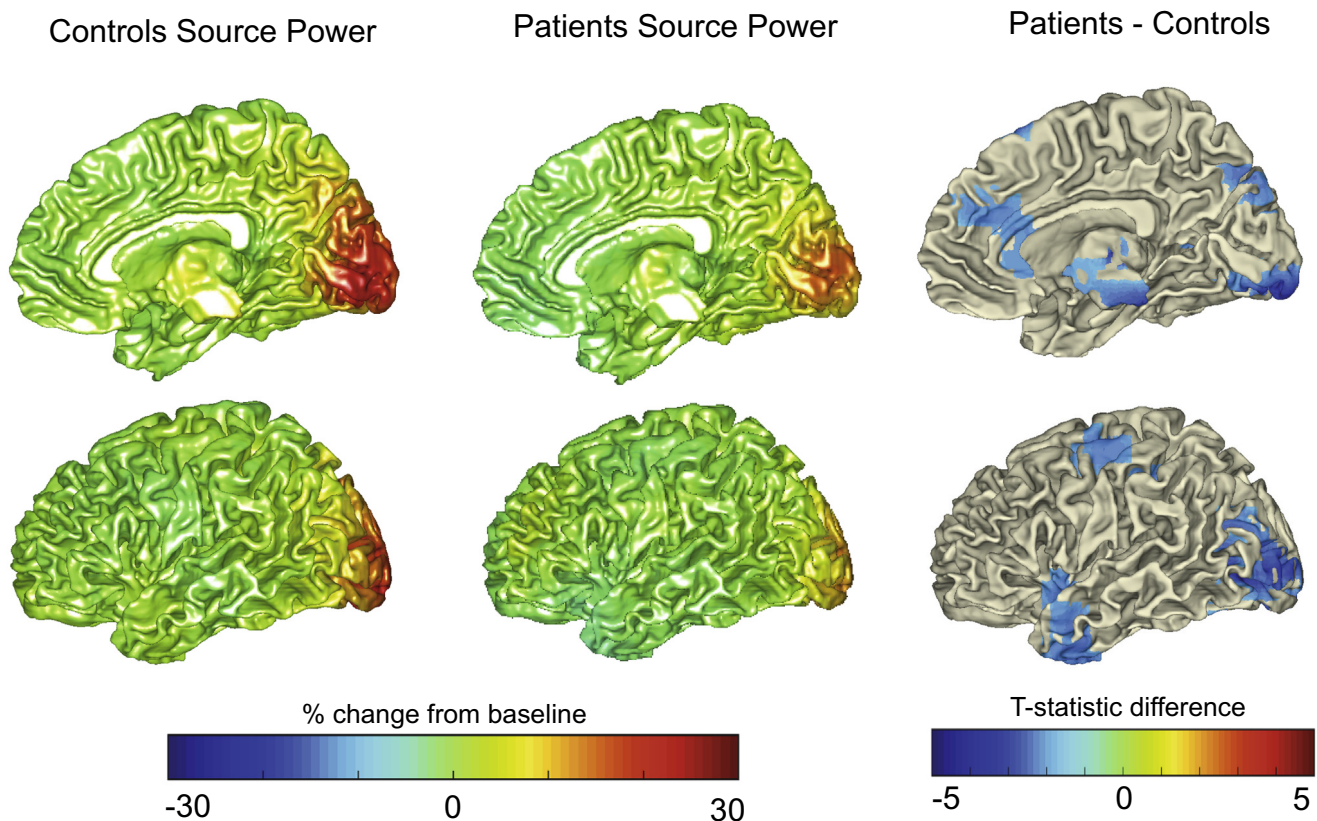 Controls Source Power
Patients Source Power
Patients - Controls
% change from baseline
-30 0 30
T-statistic difference
-5 0 5